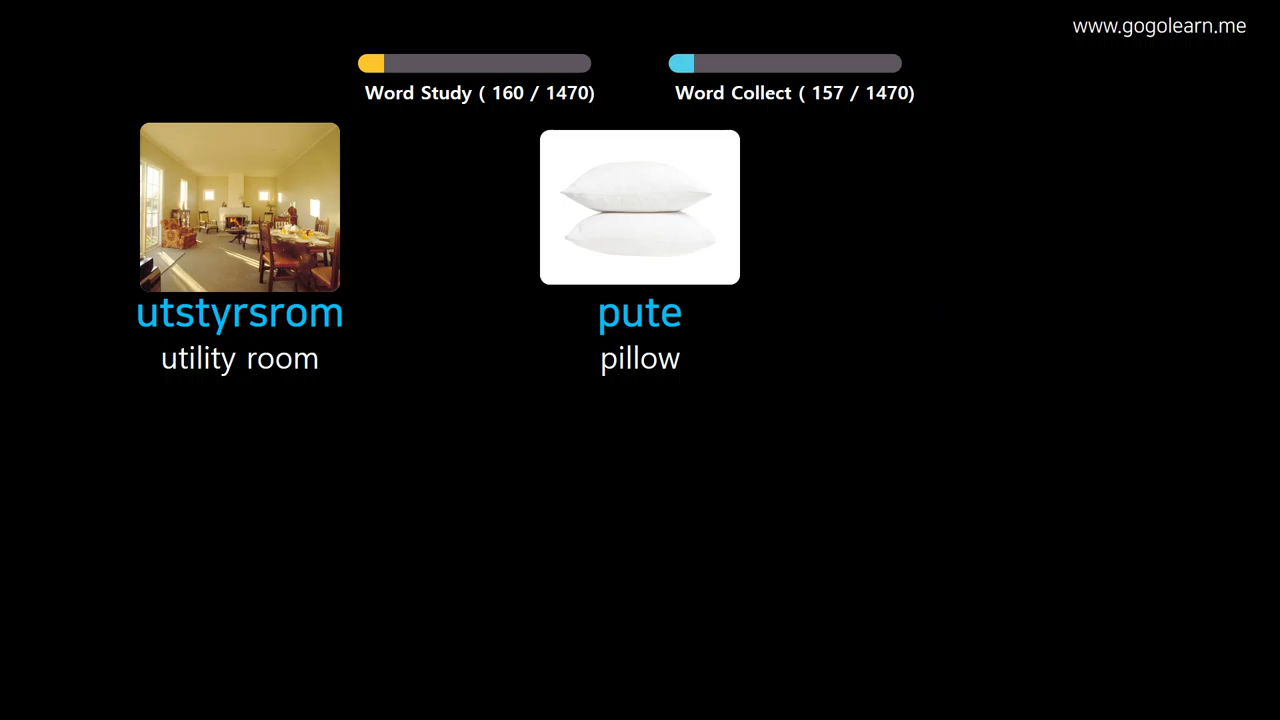 www.gogolearn.me
Word Study ( 160 / 1470)
Word Collect ( 157 / 1470)
utstyrsrom
utility room
pute
pillow